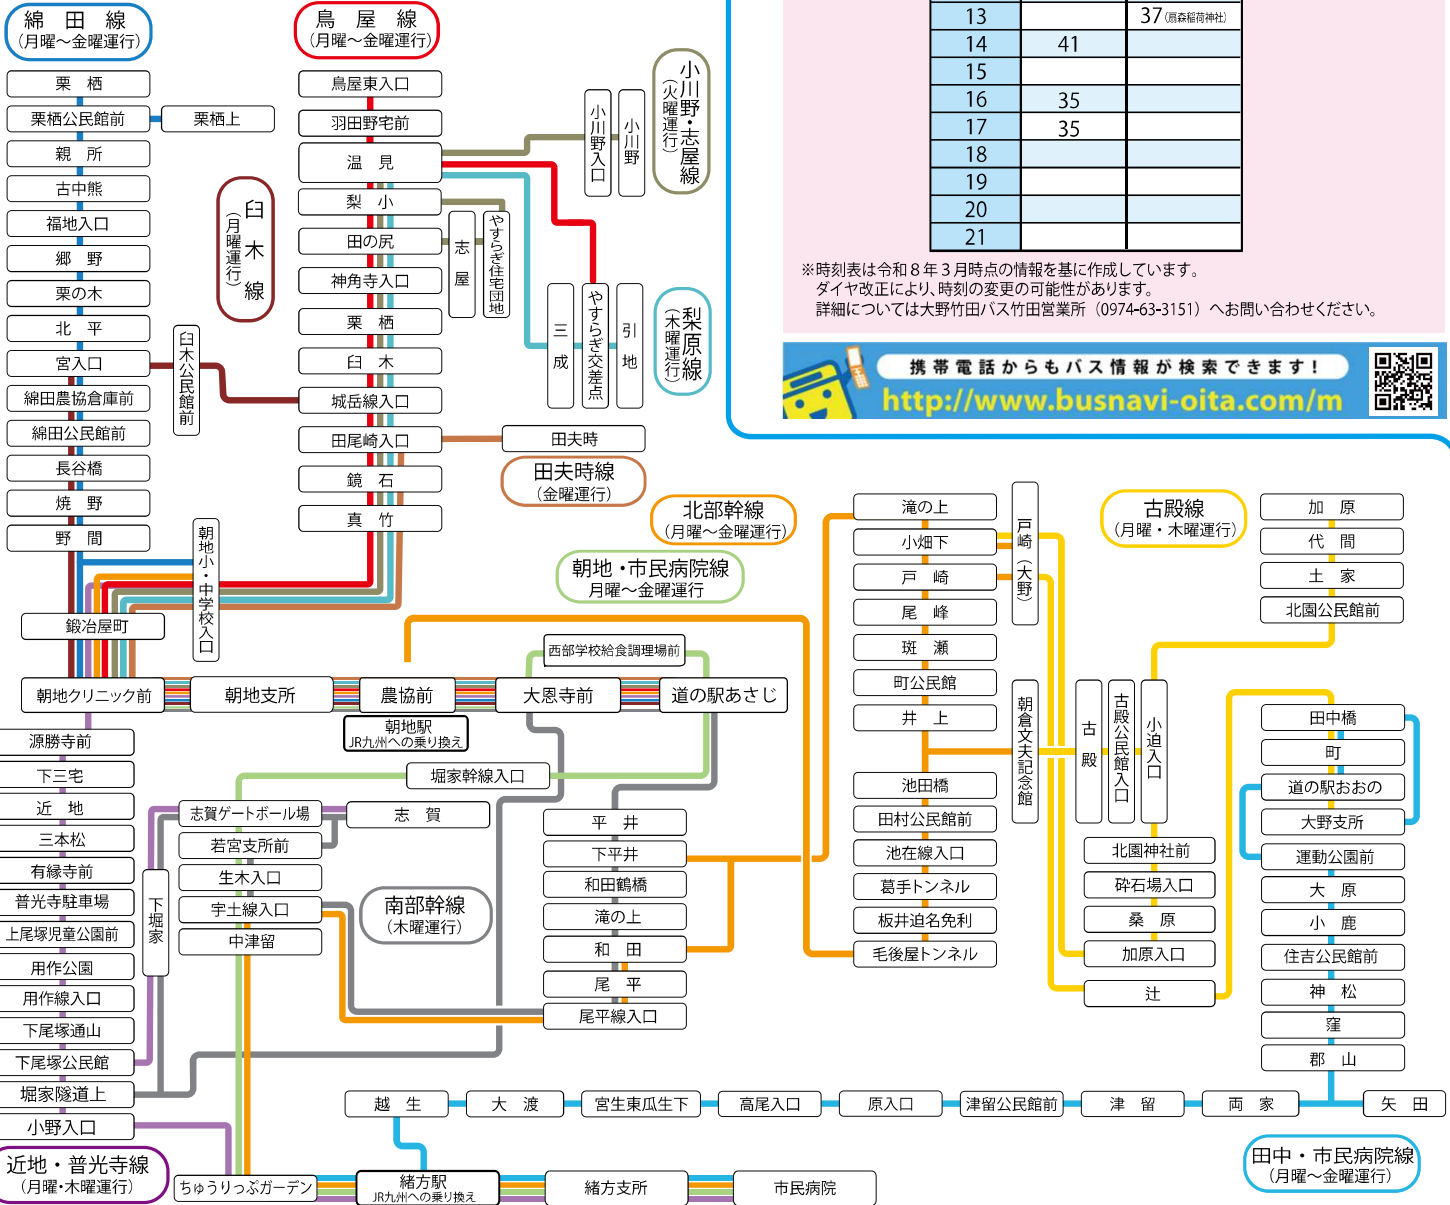 綿田線
(月曜～金曜運行)
栗栖
栗栖公民館前
栗栖上
親所
古中熊
福地入口
郷野
栗の木
北平
宮入口
綿田農協倉庫前
綿田公民館前
長谷橋
焼野
野間
鍛冶屋町
朝地クリニック前
臼木線
(月曜運行)
臼木公民館前
朝地小・中学校入口
鳥屋線
(月曜～金曜運行)
鳥屋東入口
羽田野宅前
温見
梨小
田の尻
神角寺入口
栗栖
臼木
城岳線入口
田尾崎入口
鏡石
真竹
小川野・志屋線
(火曜運行)
小川野入口
小川野
志屋
やすらぎ住宅団地
三成
やすらぎ交差点
引地
梨原線
(木曜運行)
田夫時
田夫時線
(金曜運行)
13 37(扇森稲荷神社)
14 41
15
16 35
17 35
18
19
20
21
※時刻表は令和8年3月時点の情報を基に作成しています。
ダイヤ改正により、時刻の変更の可能性があります。
詳細については大野竹田バス竹田営業所（0974-63-3151）へお問い合わせください。
携帯電話からもバス情報が検索できます!
http://www.busnavi-oita.com/m
北部幹線
(月曜～金曜運行)
朝地・市民病院線
月曜～金曜運行
西部学校給食調理場前
朝地支所
農協前
大恩寺前
道の駅あさじ
朝地駅
JR九州への乗り換え
堀家幹線入口
源勝寺前
下三宅
近地
三本松
有縁寺前
普光寺駐車場
上尾塚児童公園前
用作公園
用作線入口
下尾塚通山
下尾塚公民館
堀家隧道上
小野入口
近地・普光寺線
(月曜・木曜運行)
下堀家
志賀ゲートボール場
志賀
若宮支所前
生木入口
宇土線入口
中津留
南部幹線
(木曜運行)
平井
下平井
和田鶴橋
滝の上
和田
尾平
尾平線入口
滝の上
小畑下
戸崎
尾峰
斑瀬
町公民館
井上
池田橋
田村公民館前
池在線入口
葛手トンネル
板井迫名免利
毛後屋トンネル
戸崎(大野)
朝倉文夫記念館
古殿
古殿公民館入口
小迫入口
古殿線
(月曜・木曜運行)
加原
代間
土家
北園公民館前
北園神社前
砕石場入口
桑原
加原入口
辻
田中橋
町
道の駅おおの
大野支所
運動公園前
大原
小鹿
住吉公民館前
神松
窪
郡山
越生
大渡
宮生東瓜生下
高尾入口
原入口
津留公民館前
津留
両家
矢田
田中・市民病院線
(月曜～金曜運行)
ちゅうりっぷガーデン
緒方駅
JR九州への乗り換え
緒方支所
市民病院